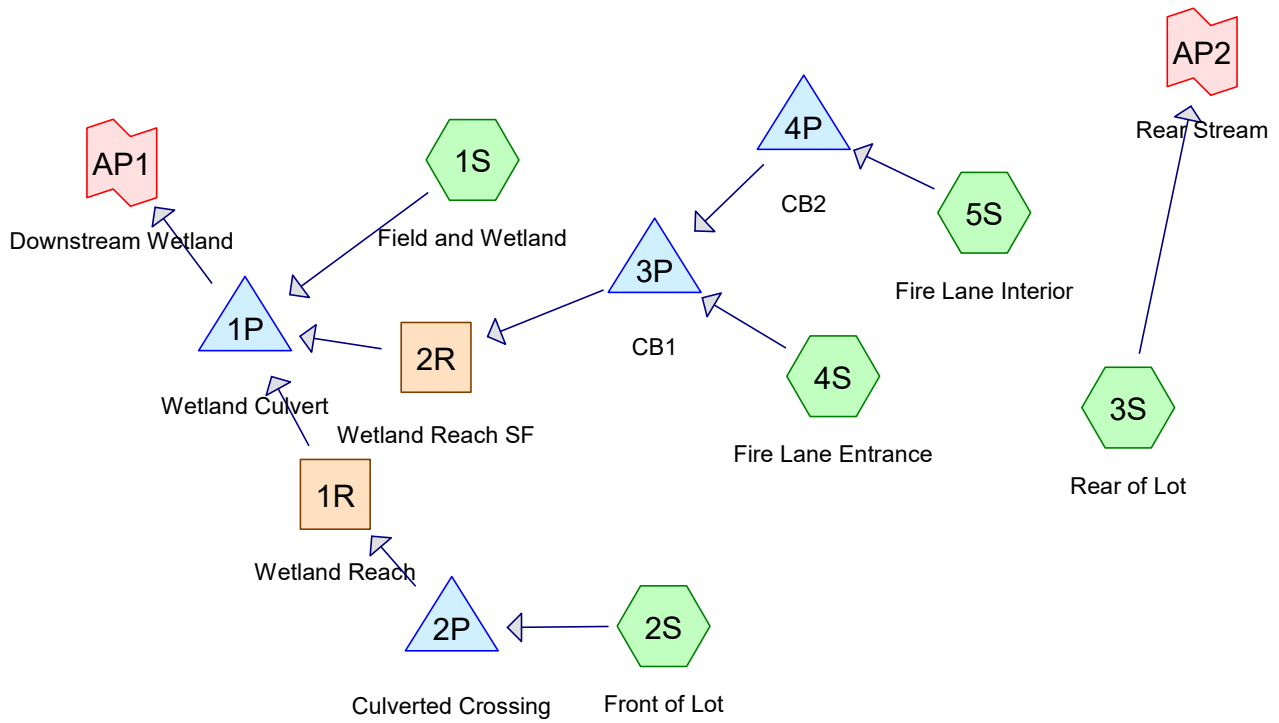 AP2
Rear Stream
4P
CB2
AP1
Downstream Wetland
1S
Field and Wetland
5S
Fire Lane Interior
3P
CB1
1P
Wetland Culvert
2R
Wetland Reach SF
4S
Fire Lane Entrance
3S
Rear of Lot
1R
Wetland Reach
2P
Culverted Crossing
2S
Front of Lot